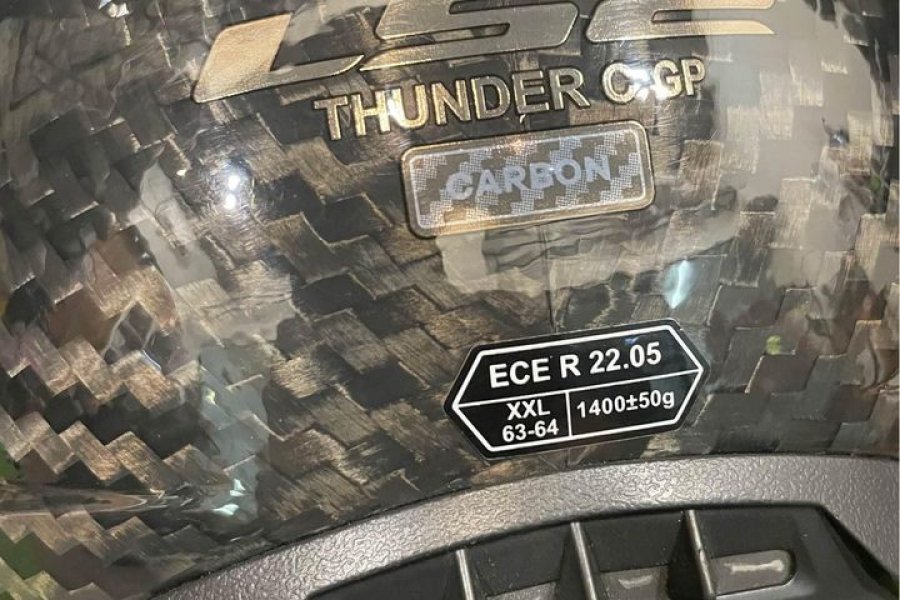 LS2
THUNDER C GP
CARBON
ECE R 22.05
XXL
63-64
1400±50g